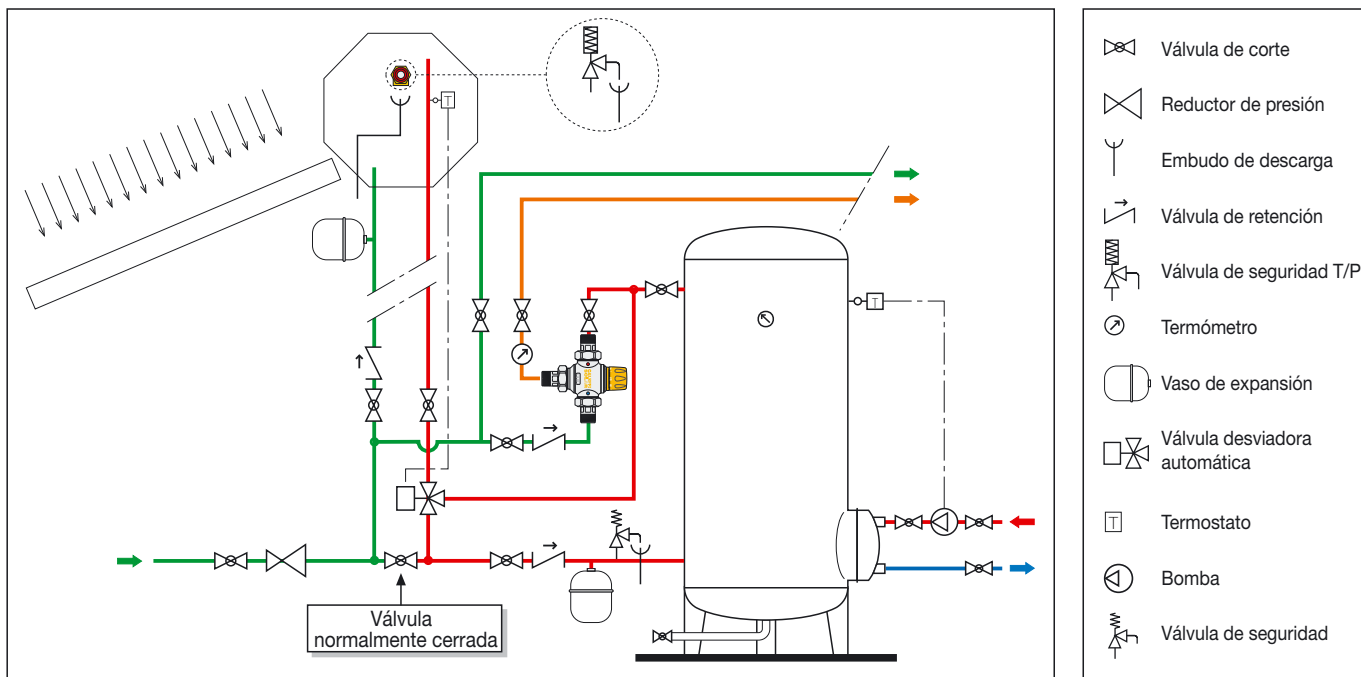 T
T
Válvula
normalmente cerrada
Válvula de corte
Reductor de presión
Embudo de descarga
Válvula de retención
Válvula de seguridad T/P
Termómetro
Vaso de expansión
Válvula desviadora
automática
T
Termostato
Bomba
Válvula de seguridad